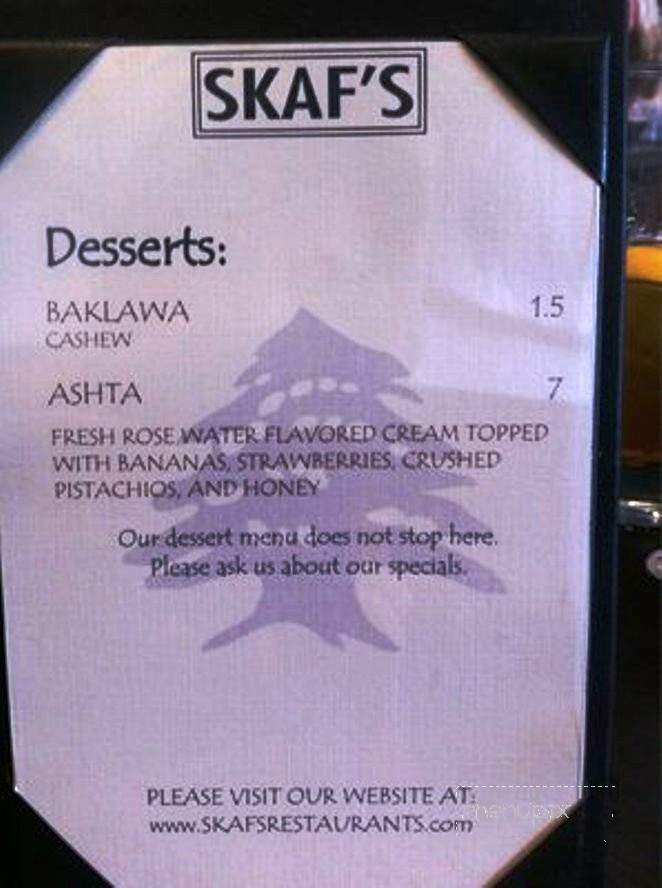 SKAF'S
Desserts:
BAKLAWA 1.5
CASHEW
ASHTA 7
FRESH ROSE WATER FLAVORED CREAM TOPPED
WITH BANANAS, STRAWBERRIES, CRUSHED
PISTACHIOS, AND HONEY
Our dessert menu does not stop here.
Please ask us about our specials.
PLEASE VISIT OUR WEBSITE AT:
www.SKAFSRESTAURANTS.com